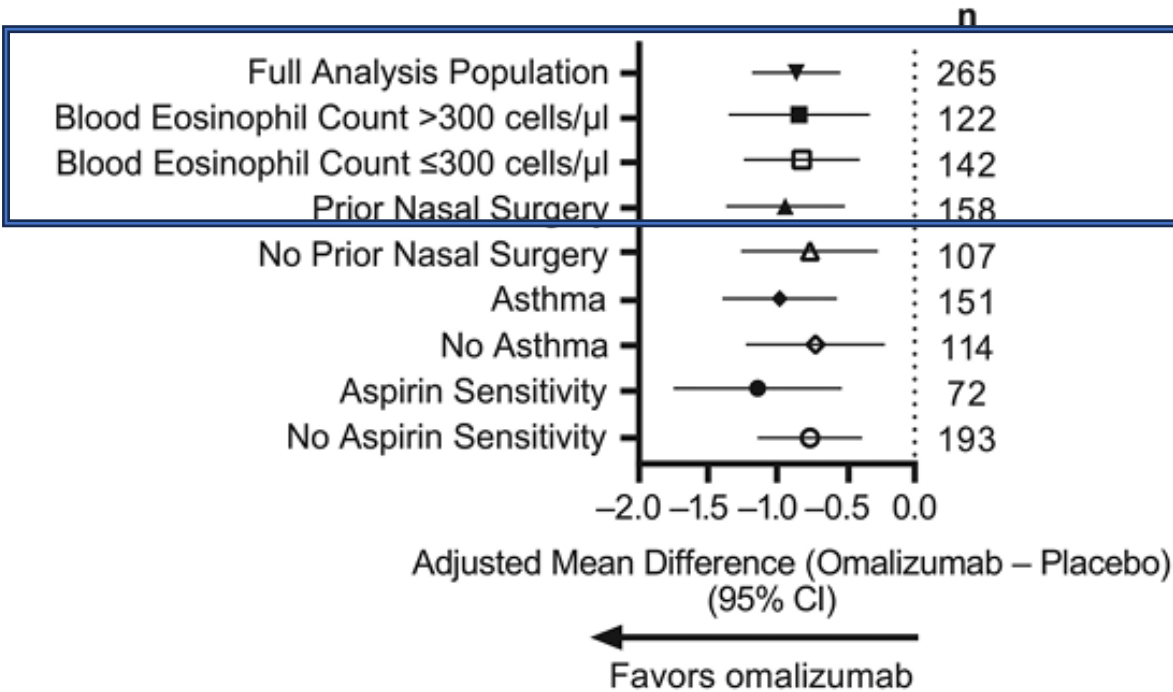 n
Full Analysis Population 265
Blood Eosinophil Count >300 cells/µl 122
Blood Eosinophil Count ≤300 cells/µl 142
Prior Nasal Surgery 158
No Prior Nasal Surgery 107
Asthma 151
No Asthma 114
Aspirin Sensitivity 72
No Aspirin Sensitivity 193
–2.0 –1.5 –1.0 –0.5 0.0
Adjusted Mean Difference (Omalizumab – Placebo)
(95% CI)
Favors omalizumab